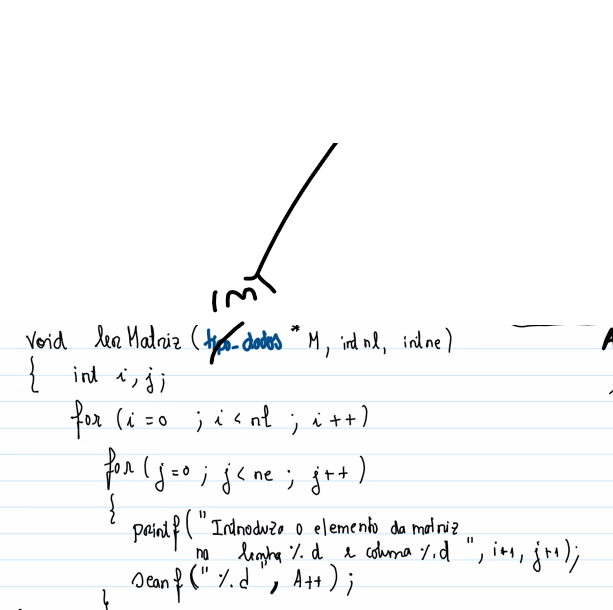 int
void lerMatriz (tipo_dados * M, int nl, int nc)
{ int i, j;
for (i=0 ; i < nl ; i++)
for (j=0 ; j < nc ; j++)
{
printf("Introduza o elemento da matriz
na linha %d e coluna %d ", i+1, j+1);
scanf("%d", A++);
}